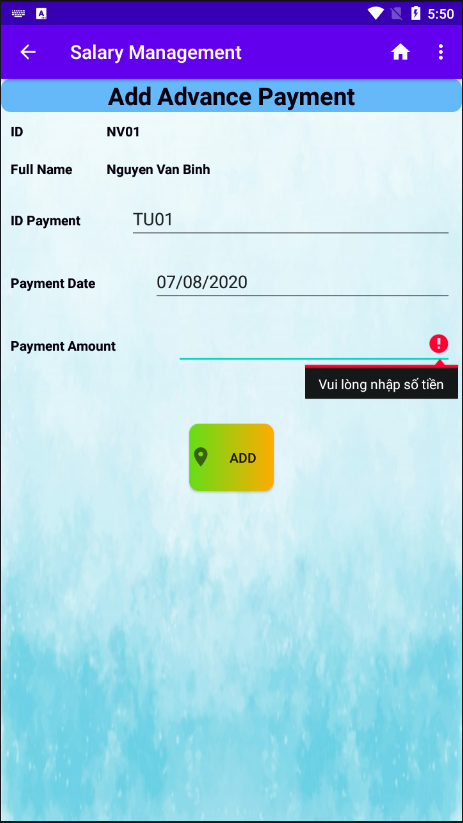 5:50
Salary Management
Add Advance Payment
ID NV01
Full Name Nguyen Van Binh
ID Payment TU01
Payment Date 07/08/2020
Payment Amount
Vui lòng nhập số tiền
ADD